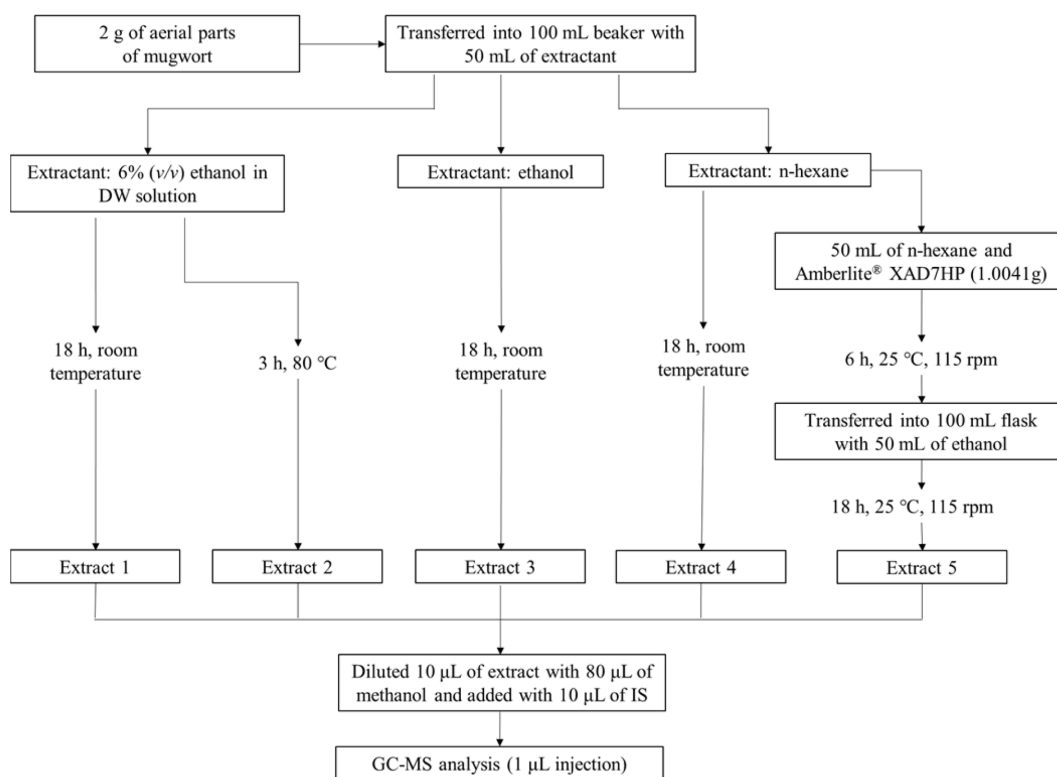 2 g of aerial parts
of mugwort
Transferred into 100 mL beaker with
50 mL of extractant
Extractant: 6% (v/v) ethanol in
DW solution
Extractant: ethanol
Extractant: n-hexane
50 mL of n-hexane and
Amberlite® XAD7HP (1.0041g)
18 h, room
temperature
3 h, 80 ℃
18 h, room
temperature
18 h, room
temperature
6 h, 25 ℃, 115 rpm
Transferred into 100 mL flask
with 50 mL of ethanol
18 h, 25 ℃, 115 rpm
Extract 1
Extract 2
Extract 3
Extract 4
Extract 5
Diluted 10 μL of extract with 80 μL of
methanol and added with 10 μL of IS
GC-MS analysis (1 μL injection)